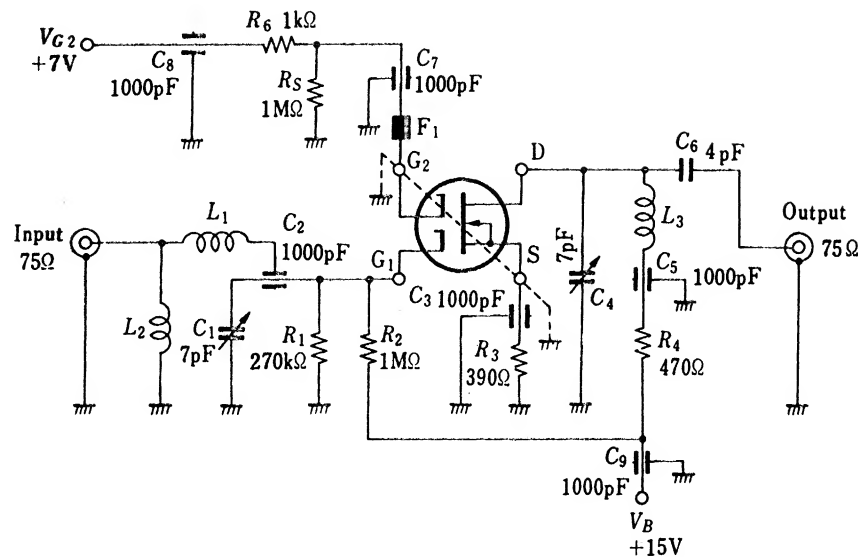 V_G2
+7V
C8
1000pF
R6 1kΩ
RS
1MΩ
C7
1000pF
F1
G2
D
C6 4pF
L3
Output
75Ω
Input
75Ω
L1
C2
1000pF
G1
S
7pF
C4
C5
1000pF
L2
C1
7pF
R1
270kΩ
R2
1MΩ
C3 1000pF
R3
390Ω
R4
470Ω
C9
1000pF
VB
+15V